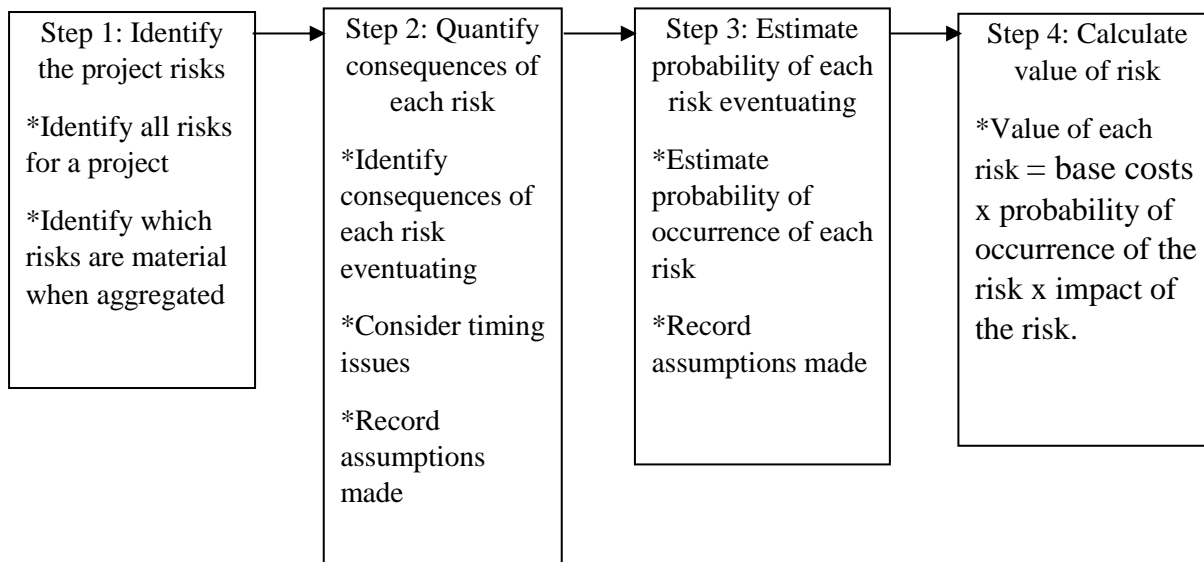 Step 1: Identify
the project risks
*Identify all risks
for a project
*Identify which
risks are material
when aggregated
Step 2: Quantify
consequences of
each risk
*Identify
consequences of
each risk
eventuating
*Consider timing
issues
*Record
assumptions
made
Step 3: Estimate
probability of each
risk eventuating
*Estimate
probability of
occurrence of each
risk
*Record
assumptions made
Step 4: Calculate
value of risk
*Value of each
risk = base costs
x probability of
occurrence of the
risk x impact of
the risk.